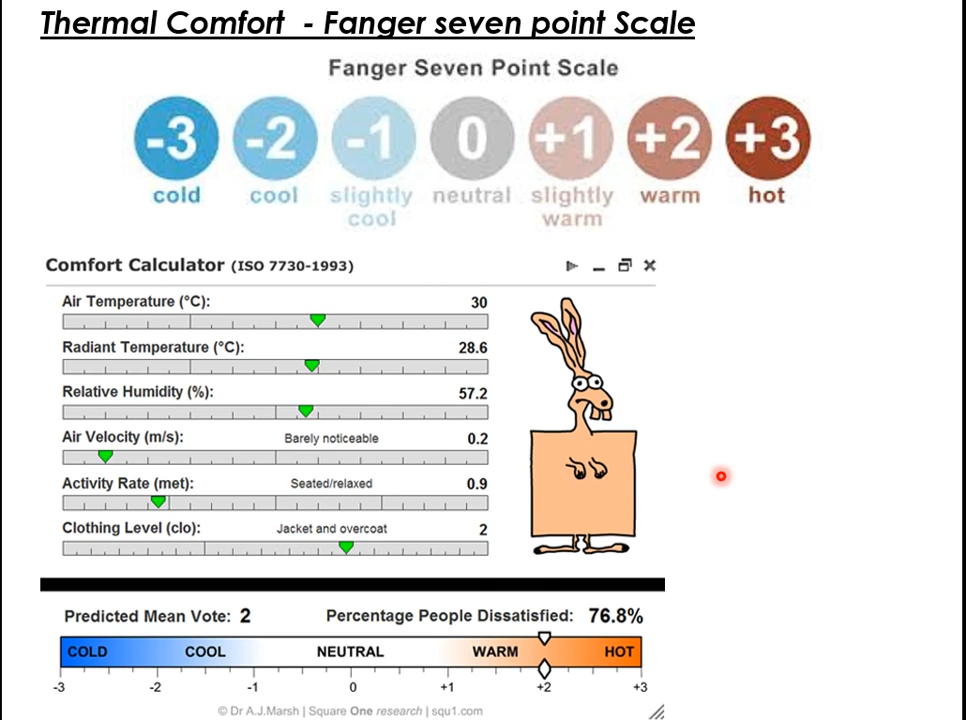 Thermal Comfort - Fanger seven point Scale
Fanger Seven Point Scale
-3 -2 -1 0 +1 +2 +3
cold cool slightly cool neutral slightly warm warm hot
Comfort Calculator (ISO 7730-1993)
Air Temperature (°C): 30
Radiant Temperature (°C): 28.6
Relative Humidity (%): 57.2
Air Velocity (m/s): Barely noticeable 0.2
Activity Rate (met): Seated/relaxed 0.9
Clothing Level (clo): Jacket and overcoat 2
Predicted Mean Vote: 2 Percentage People Dissatisfied: 76.8%
COLD COOL NEUTRAL WARM HOT
-3 -2 -1 0 +1 +2 +3
© Dr A.J.Marsh | Square One research | squ1.com